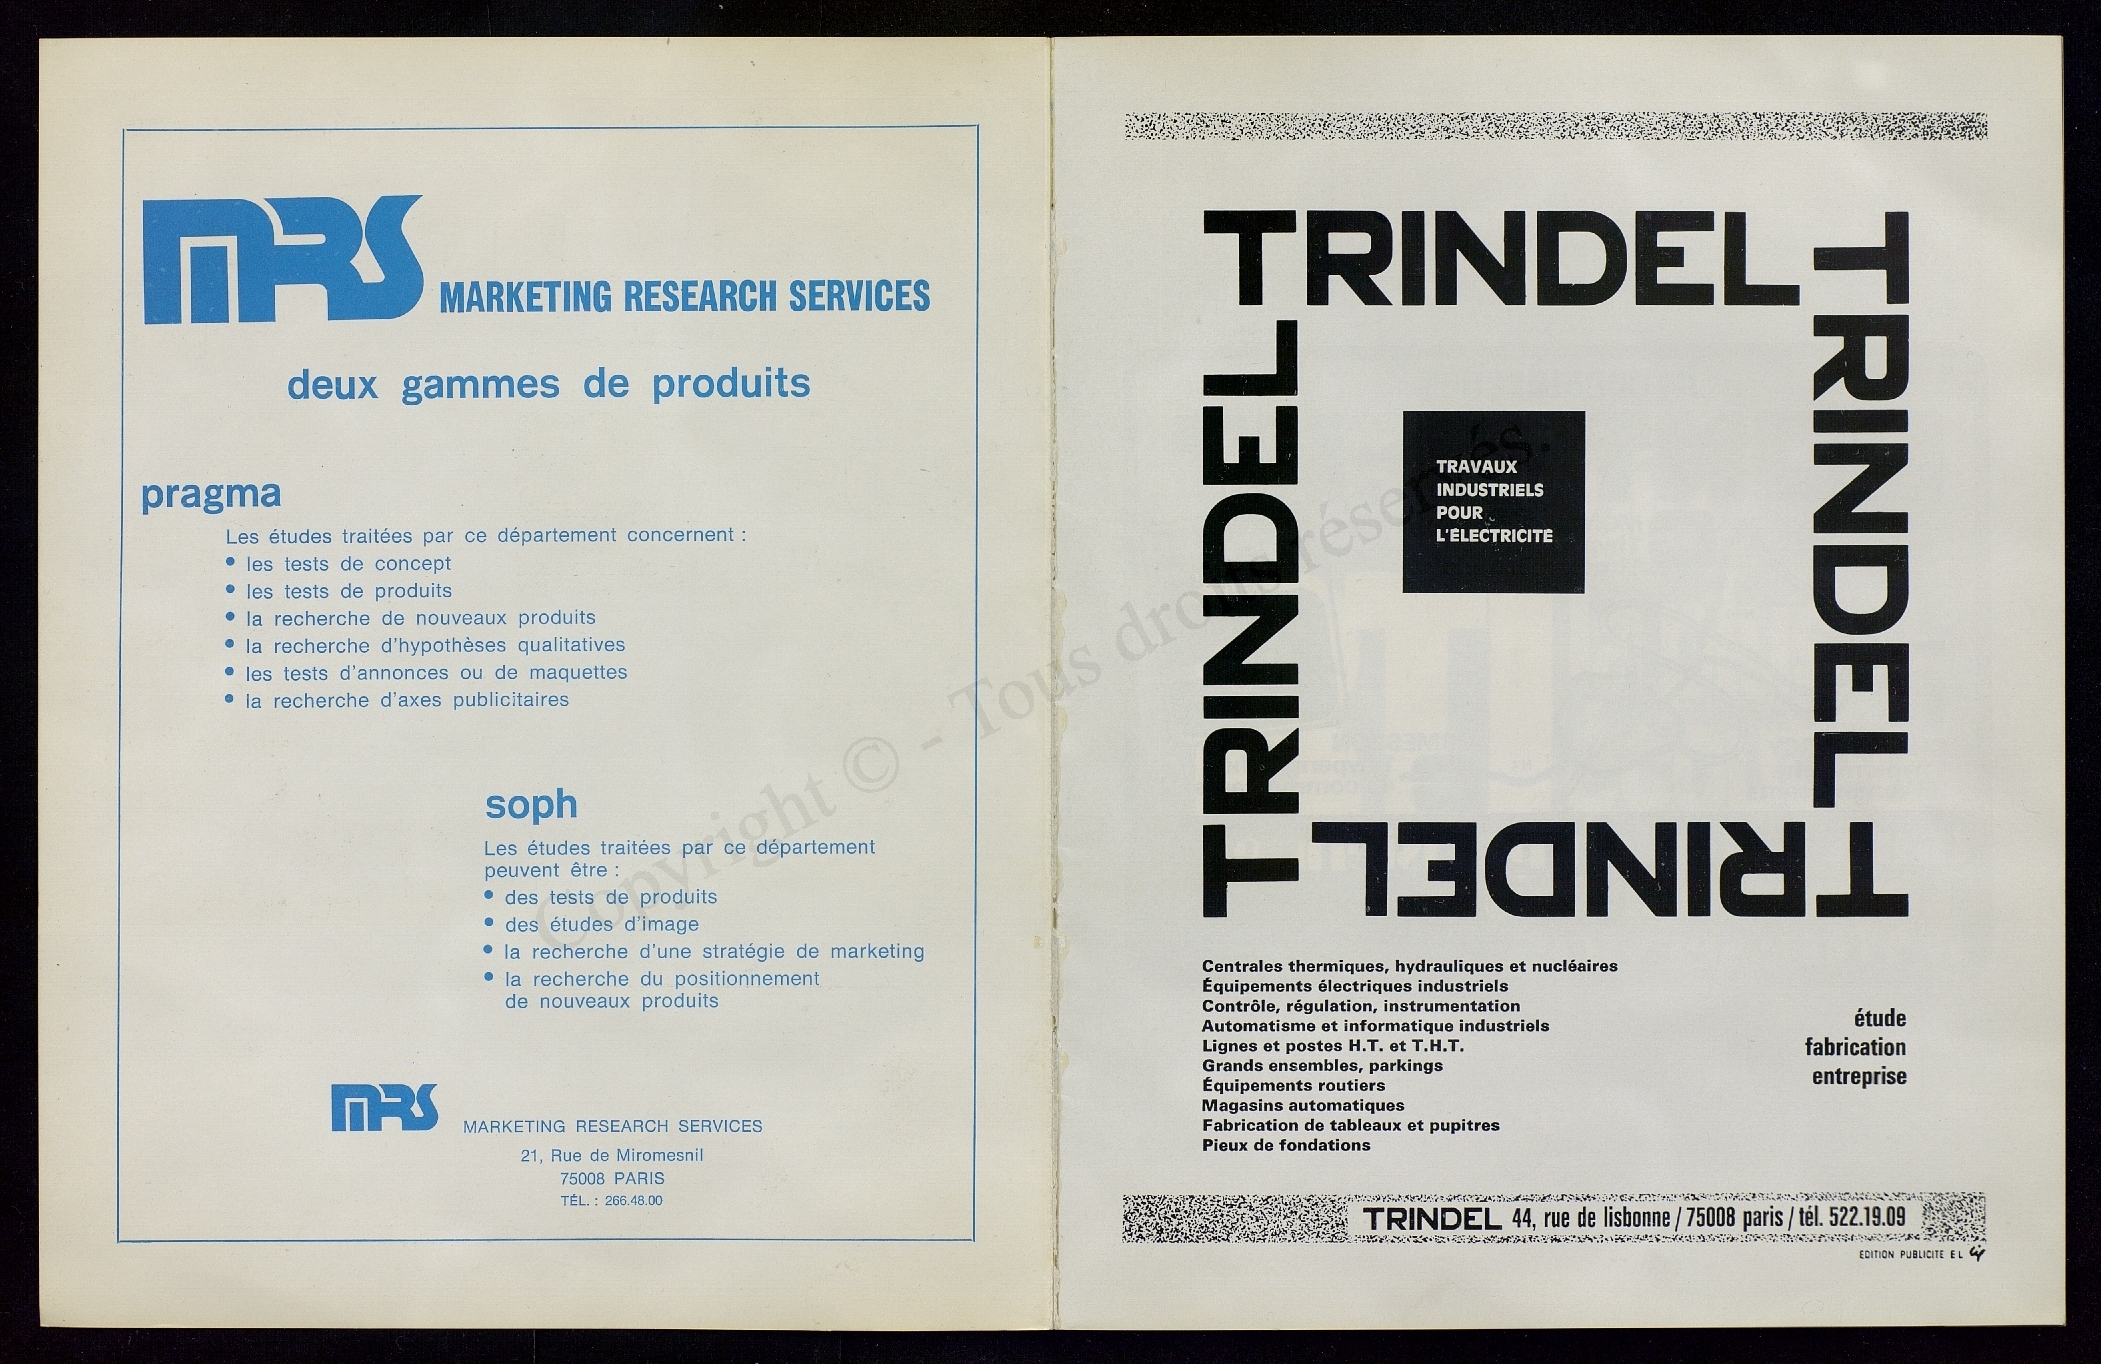 MRS MARKETING RESEARCH SERVICES
deux gammes de produits
pragma
Les études traitées par ce département concernent :
• les tests de concept
• les tests de produits
• la recherche de nouveaux produits
• la recherche d'hypothèses qualitatives
• les tests d'annonces ou de maquettes
• la recherche d'axes publicitaires
soph
Les études traitées par ce département
peuvent être :
• des tests de produits
• des études d'image
• la recherche d'une stratégie de marketing
• la recherche du positionnement
de nouveaux produits
MRS MARKETING RESEARCH SERVICES
21, Rue de Miromesnil
75008 PARIS
TÉL. : 266.48.00
TRINDEL
TRINDEL
TRINDEL
TRINDEL
TRAVAUX
INDUSTRIELS
POUR
L'ÉLECTRICITÉ
Centrales thermiques, hydrauliques et nucléaires
Équipements électriques industriels
Contrôle, régulation, instrumentation
Automatisme et informatique industriels
Lignes et postes H.T. et T.H.T.
Grands ensembles, parkings
Équipements routiers
Magasins automatiques
Fabrication de tableaux et pupitres
Pieux de fondations
étude
fabrication
entreprise
TRINDEL 44, rue de lisbonne / 75008 paris / tél. 522.19.09
EDITION PUBLICITE E L
Copyright © - Tous droits réservés.